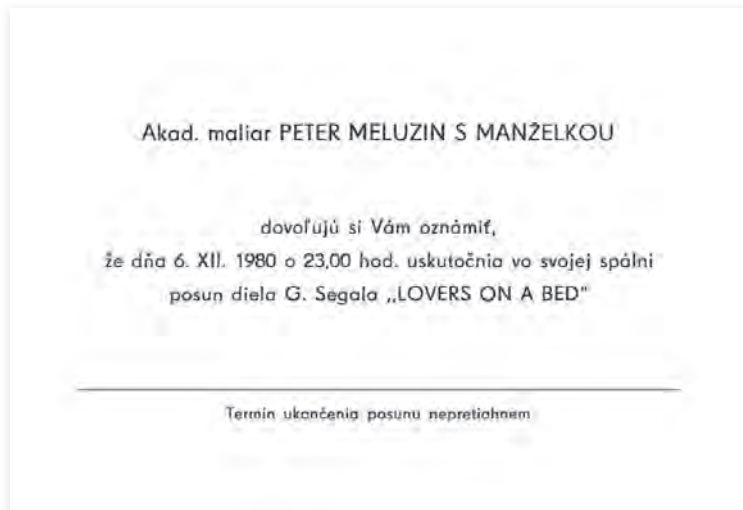 Akad. maliar PETER MELUZIN S MANŽELKOU
dovoľujú si Vám oznámiť,
že dňa 6. XII. 1980 o 23,00 hod. uskutočnia vo svojej spálni
posun diela G. Segala „LOVERS ON A BED"
Termín ukončenia posunu nepretiahnem